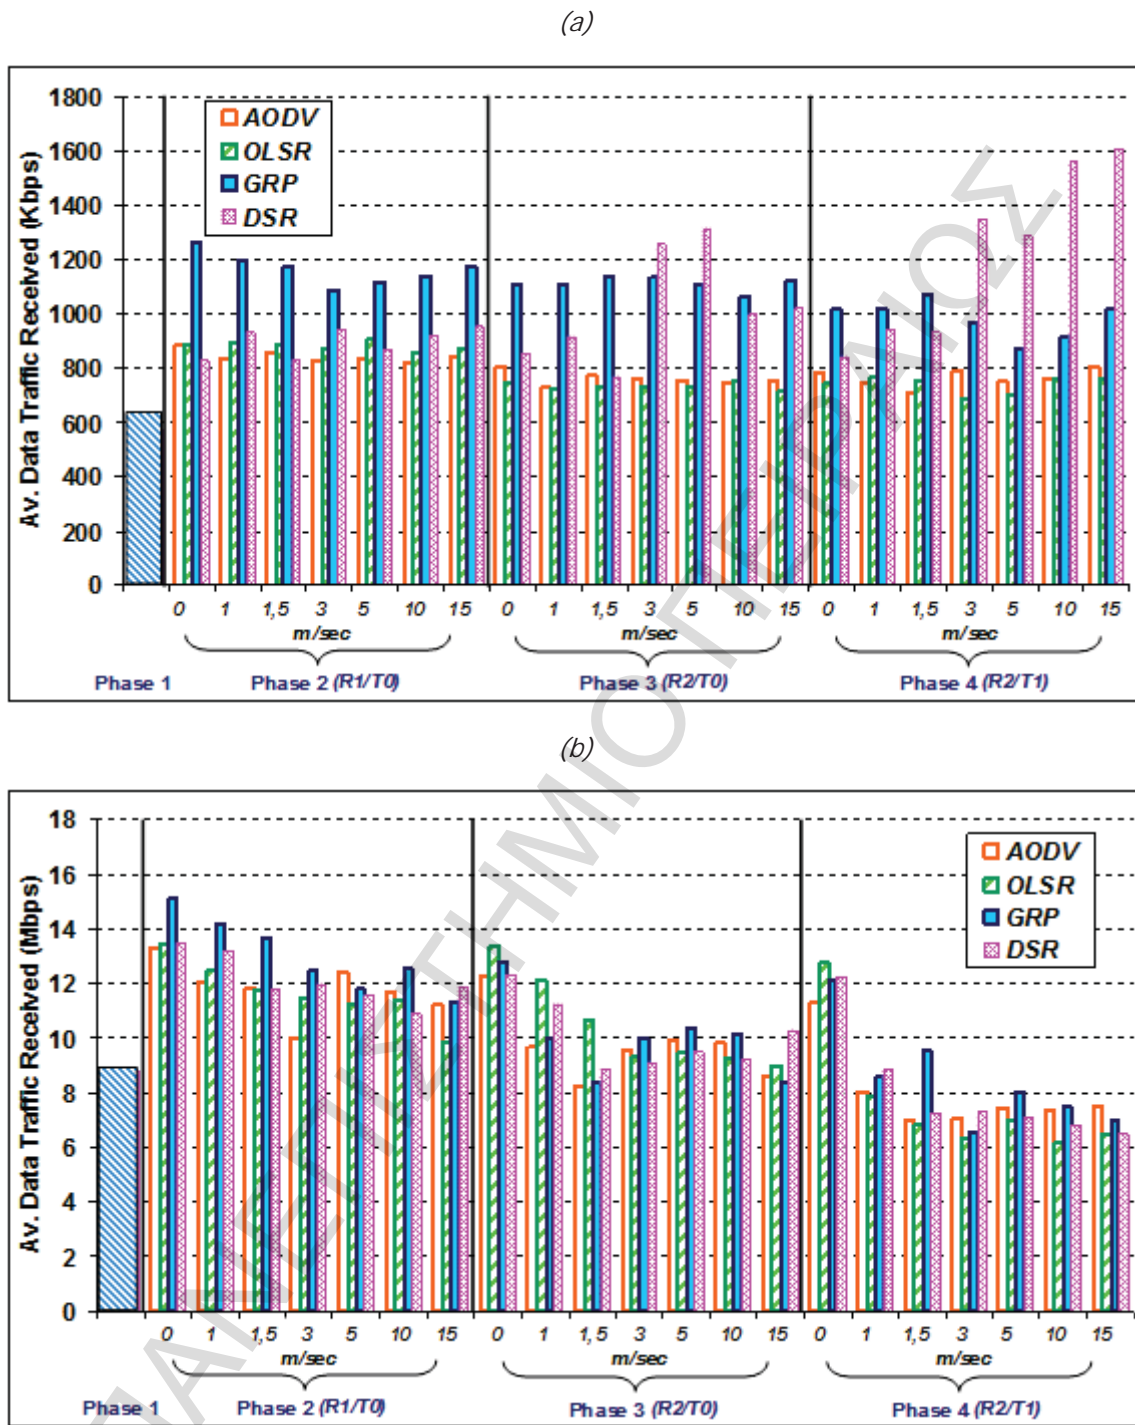 (a)
1800
1600
1400
1200
1000
800
600
400
200
0
Av. Data Traffic Received (Kbps)
AODV
OLSR
GRP
DSR
0 1 1,5 3 5 10 15 0 1 1,5 3 5 10 15 0 1 1,5 3 5 10 15
m/sec m/sec m/sec
Phase 1 Phase 2 (R1/T0) Phase 3 (R2/T0) Phase 4 (R2/T1)
(b)
18
16
14
12
10
8
6
4
2
0
Av. Data Traffic Received (Mbps)
AODV
OLSR
GRP
DSR
0 1 1,5 3 5 10 15 0 1 1,5 3 5 10 15 0 1 1,5 3 5 10 15
m/sec m/sec m/sec
Phase 1 Phase 2 (R1/T0) Phase 3 (R2/T0) Phase 4 (R2/T1)
ΠΑΝΕΠΙΣΤΗΜΙΟ ΠΕΙΡΑΙΩΣ